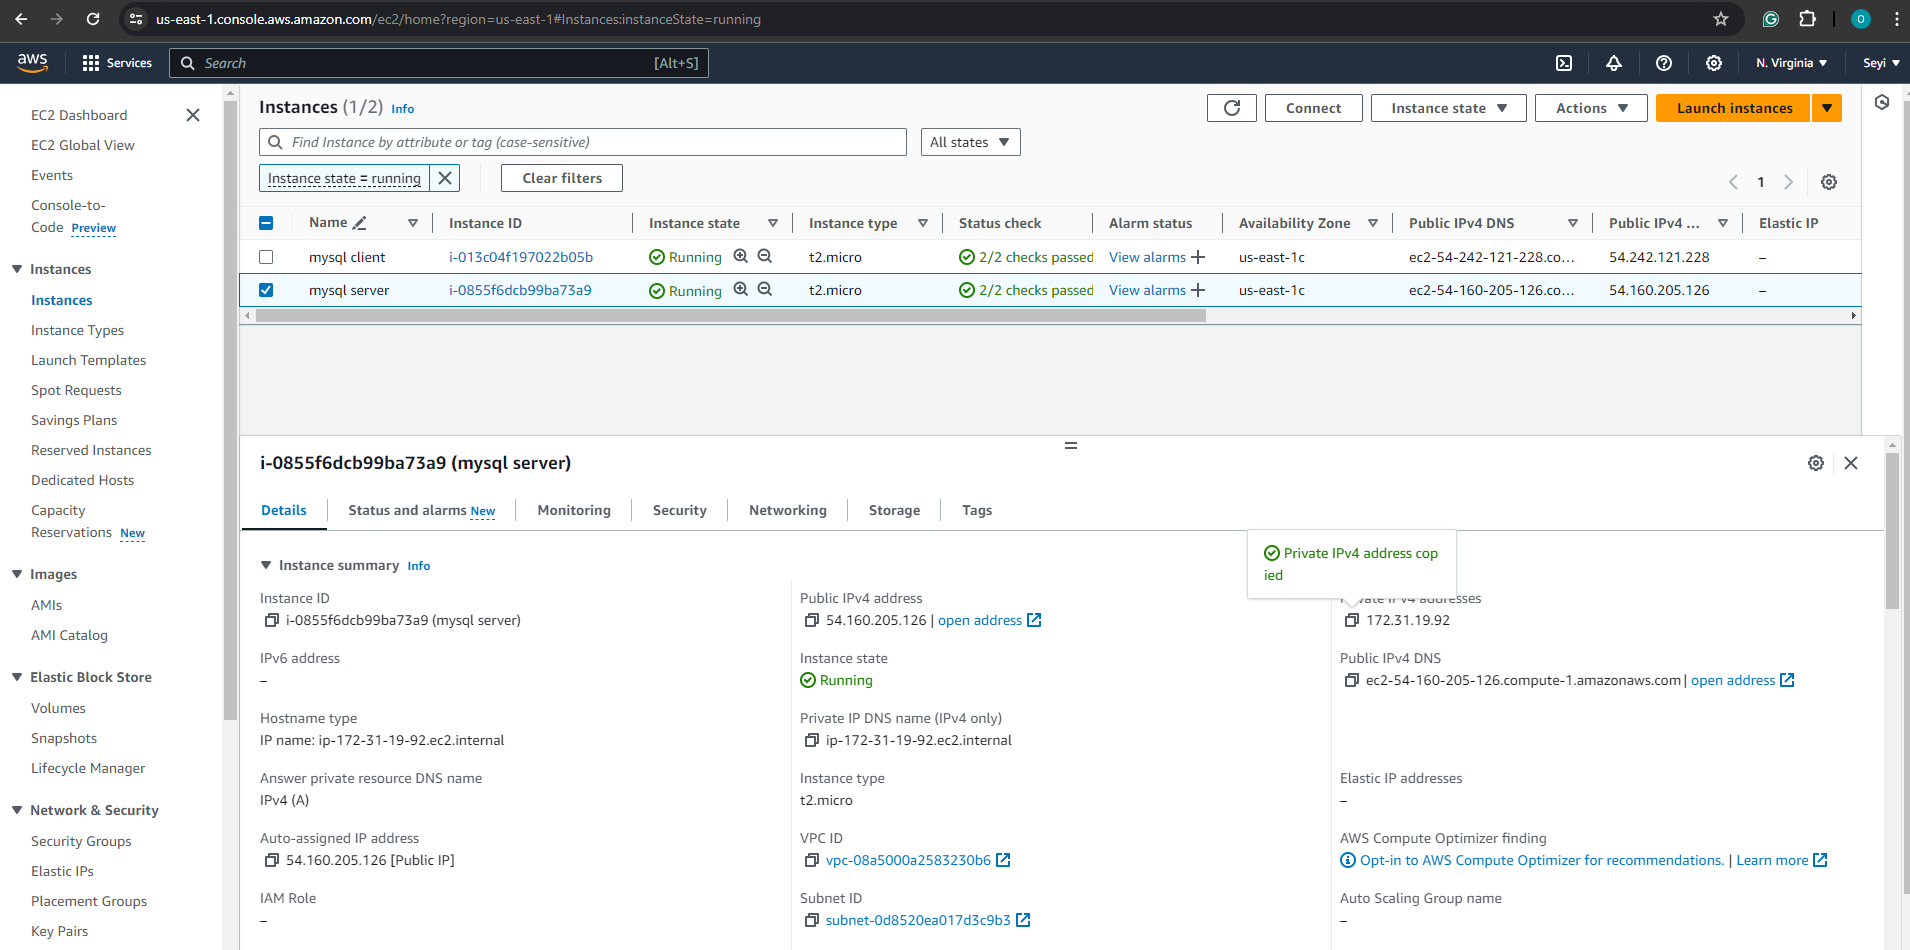 us-east-1.console.aws.amazon.com/ec2/home?region=us-east-1#Instances:instanceState=running
O
aws
Services
Search
[Alt+S]
N. Virginia
Seyi
EC2 Dashboard
EC2 Global View
Events
Console-to-
Code Preview
Instances
Instances
Instance Types
Launch Templates
Spot Requests
Savings Plans
Reserved Instances
Dedicated Hosts
Capacity
Reservations New
Images
AMIs
AMI Catalog
Elastic Block Store
Volumes
Snapshots
Lifecycle Manager
Network & Security
Security Groups
Elastic IPs
Placement Groups
Key Pairs
Instances (1/2) Info
Connect
Instance state
Actions
Launch instances
Find Instance by attribute or tag (case-sensitive)
All states
Instance state = running
Clear filters
1
Name Instance ID Instance state Instance type Status check Alarm status Availability Zone Public IPv4 DNS Public IPv4 ... Elastic IP
mysql client i-013c04f197022b05b Running t2.micro 2/2 checks passed View alarms us-east-1c ec2-54-242-121-228.co... 54.242.121.228 –
mysql server i-0855f6dcb99ba73a9 Running t2.micro 2/2 checks passed View alarms us-east-1c ec2-54-160-205-126.co... 54.160.205.126 –
i-0855f6dcb99ba73a9 (mysql server)
Details Status and alarms New Monitoring Security Networking Storage Tags
Private IPv4 address cop
ied
Instance summary Info
Instance ID
i-0855f6dcb99ba73a9 (mysql server)
Public IPv4 address
54.160.205.126 | open address
Private IPv4 addresses
172.31.19.92
IPv6 address
–
Instance state
Running
Public IPv4 DNS
ec2-54-160-205-126.compute-1.amazonaws.com | open address
Hostname type
IP name: ip-172-31-19-92.ec2.internal
Private IP DNS name (IPv4 only)
ip-172-31-19-92.ec2.internal
Answer private resource DNS name
IPv4 (A)
Instance type
t2.micro
Elastic IP addresses
–
Auto-assigned IP address
54.160.205.126 [Public IP]
VPC ID
vpc-08a5000a2583230b6
AWS Compute Optimizer finding
Opt-in to AWS Compute Optimizer for recommendations. | Learn more
IAM Role
–
Subnet ID
subnet-0d8520ea017d3c9b3
Auto Scaling Group name
–